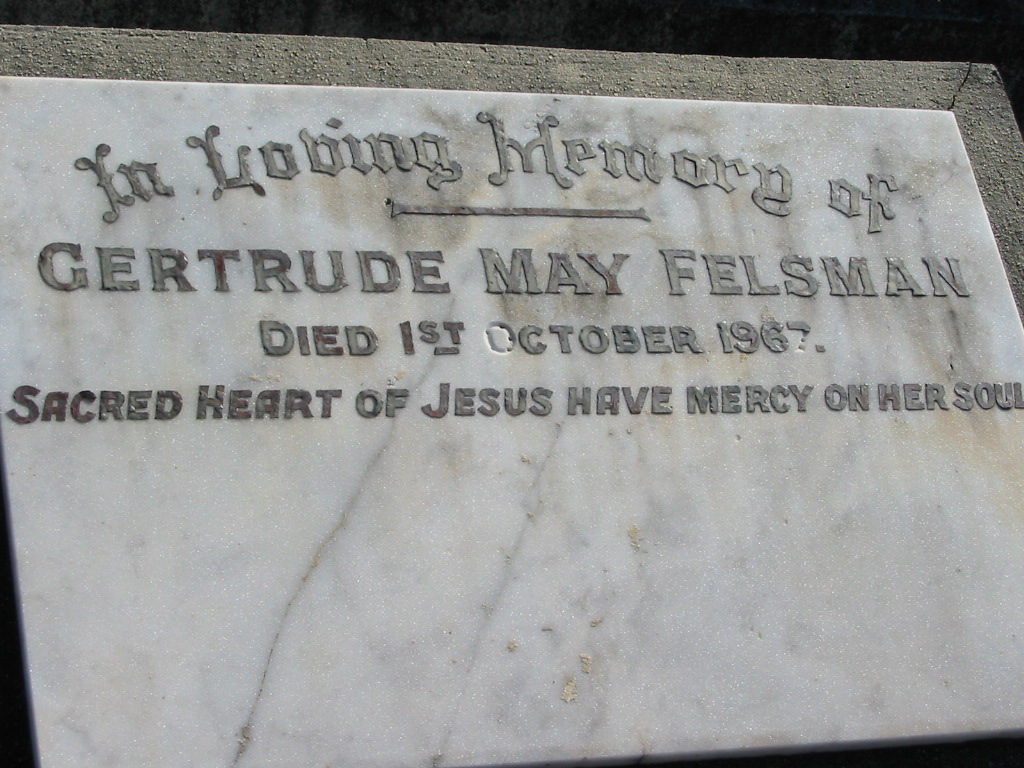 In Loving Memory of
GERTRUDE MAY FELSMAN
DIED 1ST OCTOBER 1967.
SACRED HEART OF JESUS HAVE MERCY ON HER SOUL